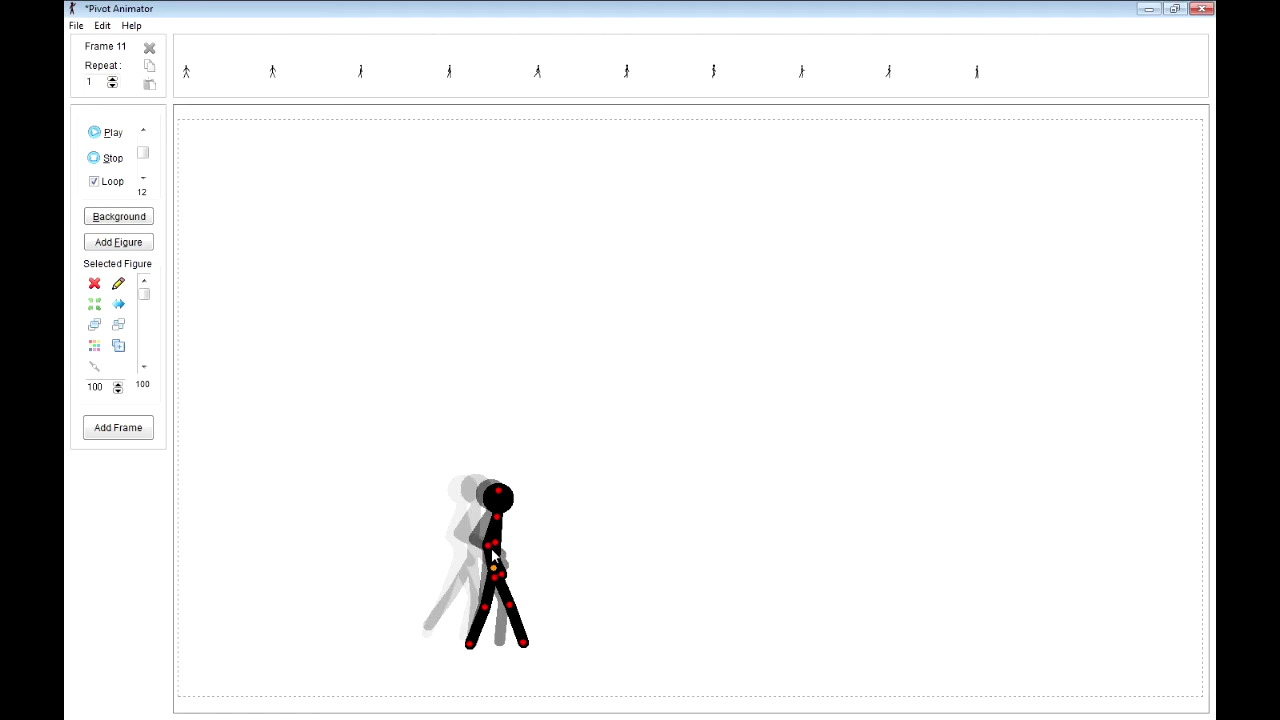 *Pivot Animator
File Edit Help
Frame 11
Repeat:
1
Play
Stop
Loop
12
Background
Add Figure
Selected Figure
100 100
Add Frame